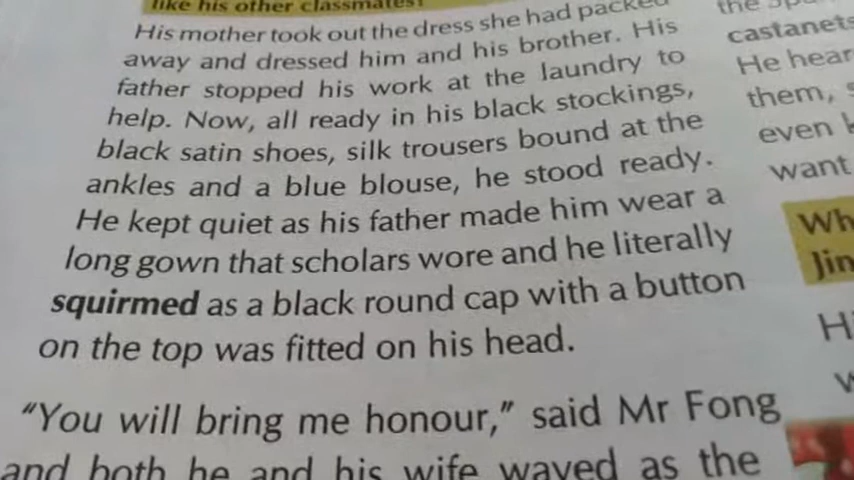 like his other classmates?
His mother took out the dress she had packed
away and dressed him and his brother. His
father stopped his work at the laundry to
help. Now, all ready in his black stockings,
black satin shoes, silk trousers bound at the
ankles and a blue blouse, he stood ready.
He kept quiet as his father made him wear a
long gown that scholars wore and he literally
squirmed as a black round cap with a button
on the top was fitted on his head.
"You will bring me honour," said Mr Fong
and both he and his wife waved as the
the
castanets
He hear
them,
even
want
Wh
Jin